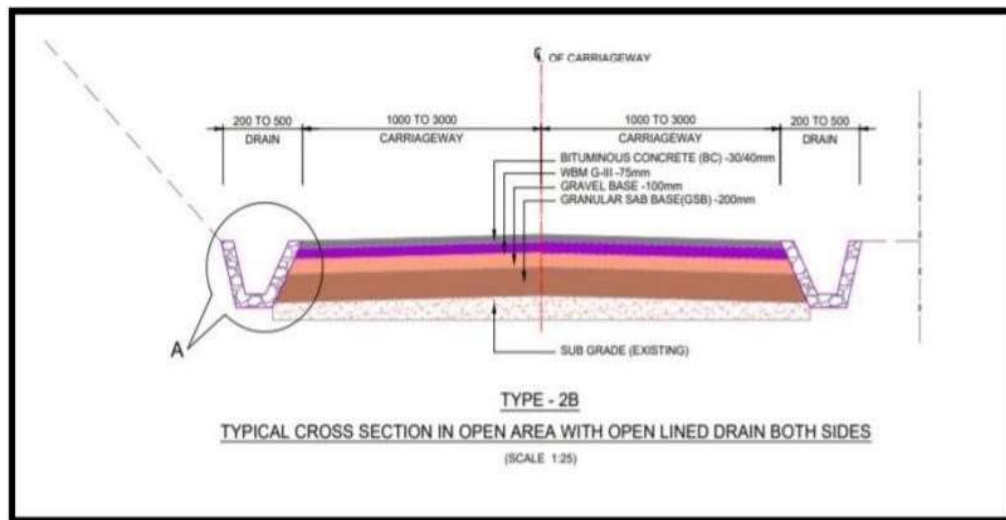 ℄ OF CARRIAGEWAY
200 TO 500
DRAIN
1000 TO 3000
CARRIAGEWAY
1000 TO 3000
CARRIAGEWAY
200 TO 500
DRAIN
BITUMINOUS CONCRETE (BC) -30/40mm
WBM G-III -75mm
GRAVEL BASE -100mm
GRANULAR SAB BASE(GSB) -200mm
A
SUB GRADE (EXISTING)
TYPE - 2B
TYPICAL CROSS SECTION IN OPEN AREA WITH OPEN LINED DRAIN BOTH SIDES
(SCALE 1:25)